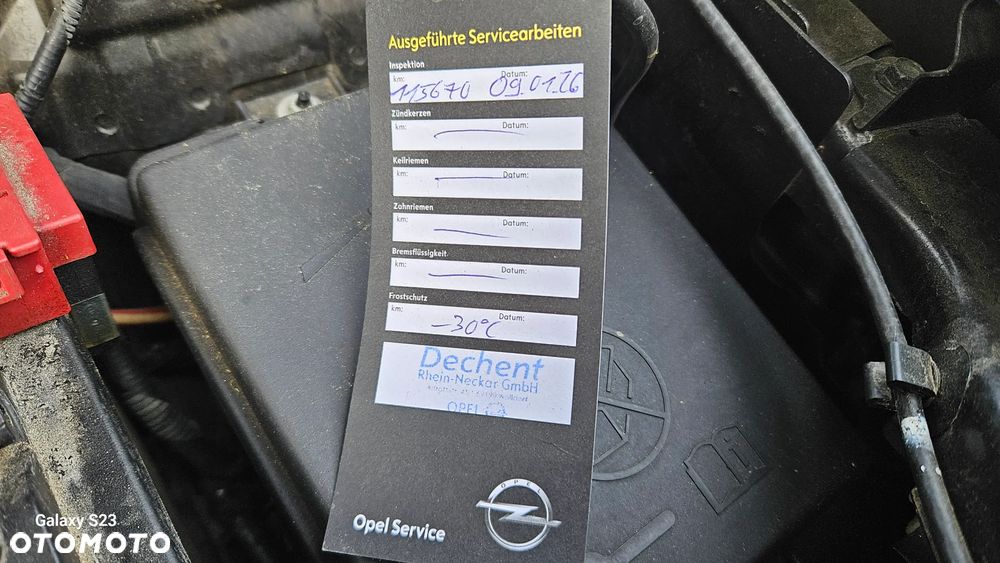 Ausgeführte Servicearbeiten
Inspektion
km: Datum:
115670 09.01.26
Zündkerzen
km: Datum:
Keilriemen
km: Datum:
Zahnriemen
km: Datum:
Bremsflüssigkeit
km: Datum:
Frostschutz
km: Datum:
-30°C
Dechent
Rhein-Neckar GmbH
OPEL
OPEL
Opel Service
Galaxy S23
OTOMOTO